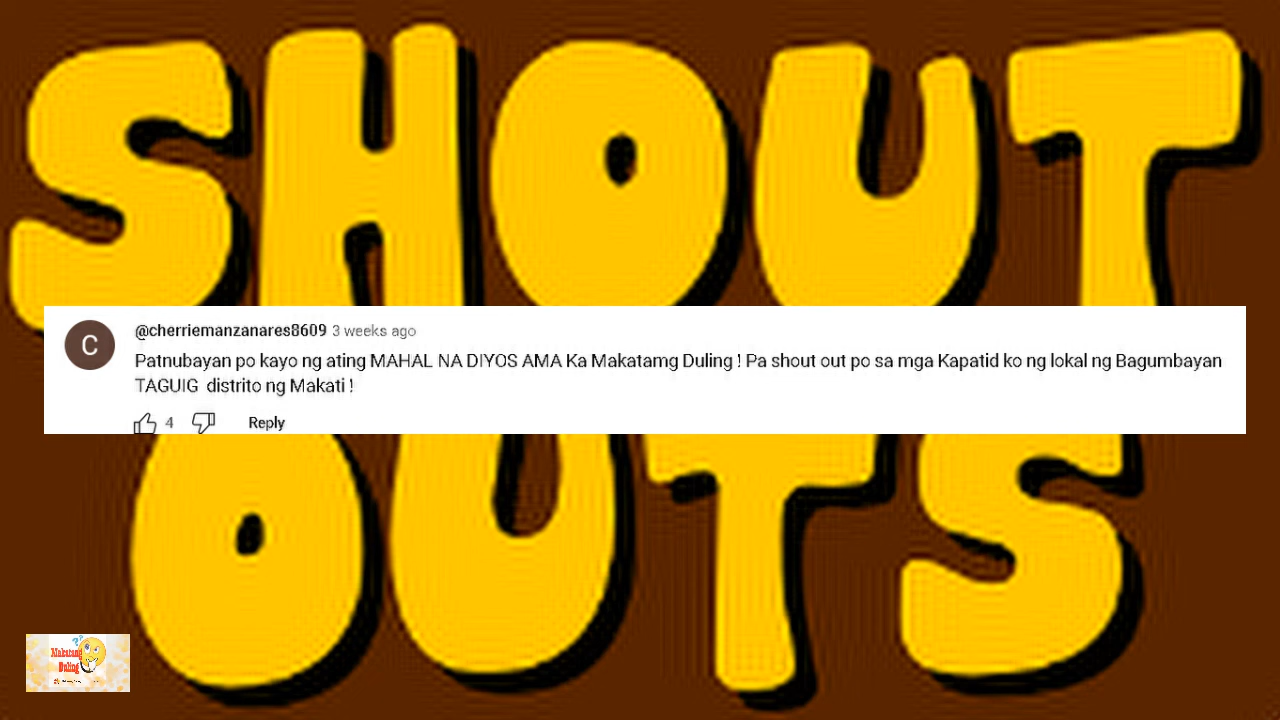 SHOUT
@cherriemanzanares8609 3 weeks ago
C
Patnubayan po kayo ng ating MAHAL NA DIYOS AMA Ka Makatamg Duling ! Pa shout out po sa mga Kapatid ko ng lokal ng Bagumbayan
TAGUIG distrito ng Makati !
4 Reply
OUTS
??
Makatang
Duling